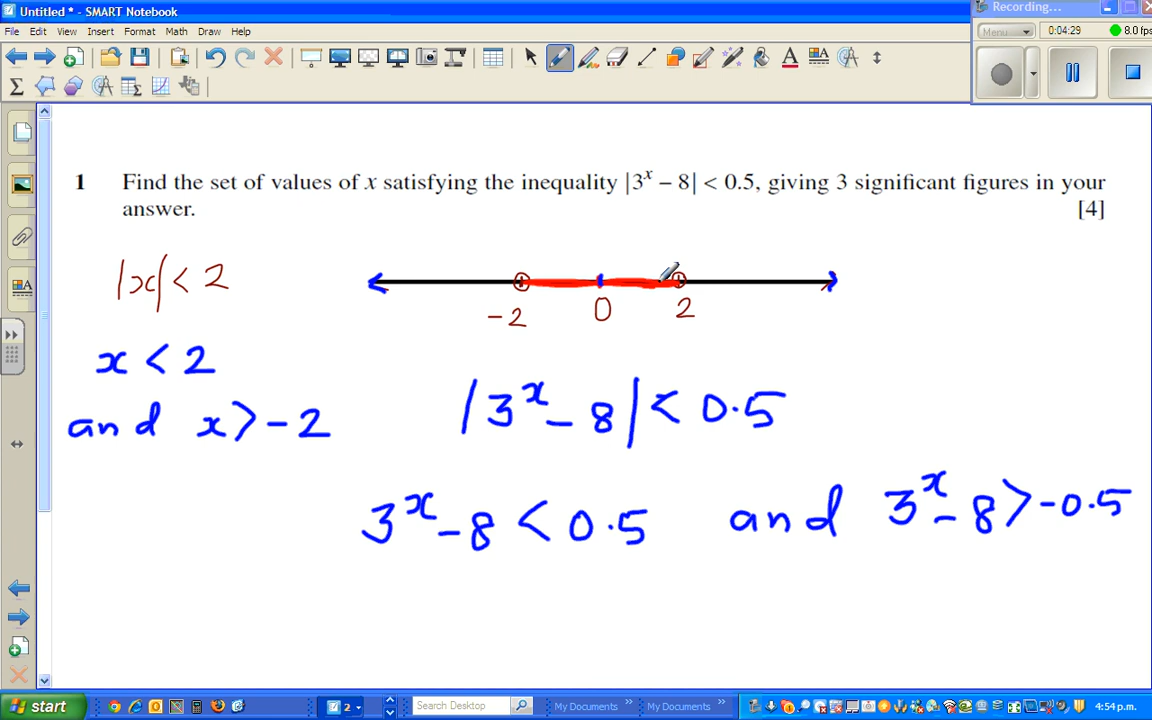 Untitled * - SMART Notebook
Recording...
File Edit View Insert Format Math Draw Help
Menu
0:04:29
8.0 fps
1 Find the set of values of x satisfying the inequality |3^x − 8| < 0.5, giving 3 significant figures in your
answer. [4]
|x| < 2
-2 0 2
x < 2
and x > -2
|3^x - 8| < 0.5
3^x - 8 < 0.5 and 3^x - 8 > -0.5
start
2
Search Desktop
My Documents »
My Documents »
4:54 p.m.